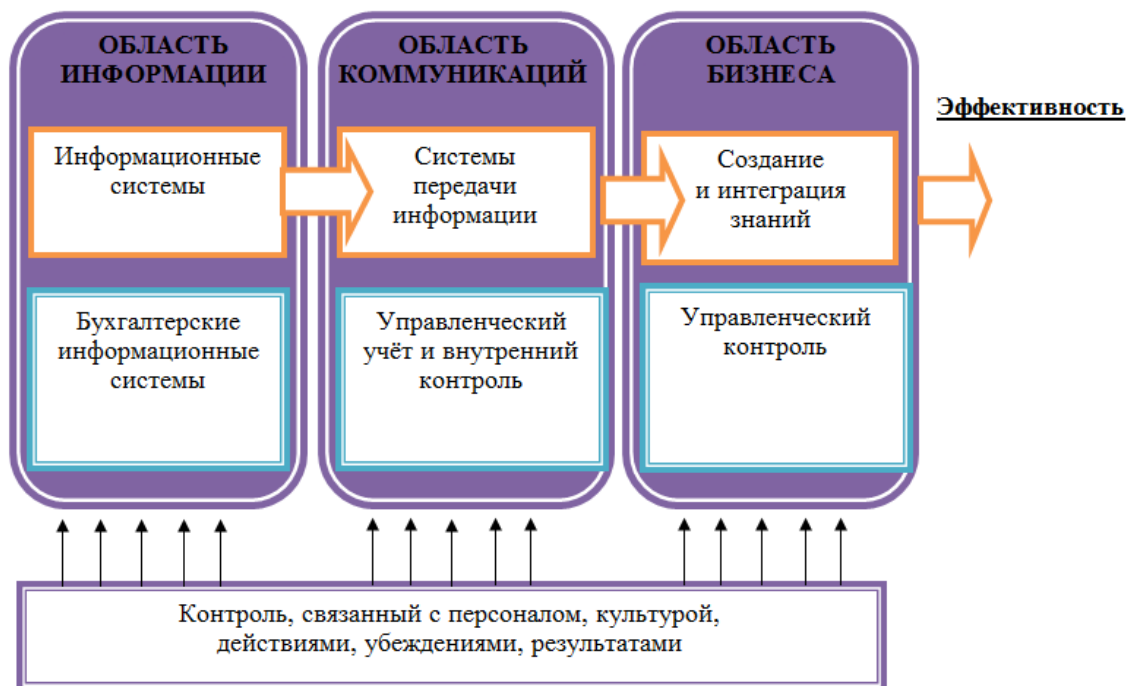 ОБЛАСТЬ
ИНФОРМАЦИИ
Информационные
системы
Бухгалтерские
информационные
системы
ОБЛАСТЬ
КОММУНИКАЦИЙ
Системы
передачи
информации
Управленческий
учёт и внутренний
контроль
ОБЛАСТЬ
БИЗНЕСА
Создание
и интеграция
знаний
Управленческий
контроль
Эффективность
Контроль, связанный с персоналом, культурой,
действиями, убеждениями, результатами